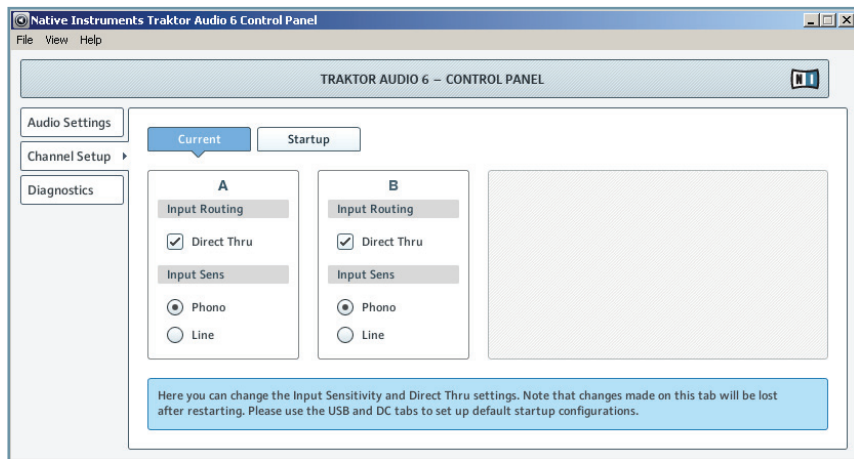 Native Instruments Traktor Audio 6 Control Panel
File View Help
TRAKTOR AUDIO 6 – CONTROL PANEL
NI
Audio Settings
Channel Setup
Diagnostics
Current
Startup
A
Input Routing
Direct Thru
Input Sens
Phono
Line
B
Input Routing
Direct Thru
Input Sens
Phono
Line
Here you can change the Input Sensitivity and Direct Thru settings. Note that changes made on this tab will be lost
after restarting. Please use the USB and DC tabs to set up default startup configurations.